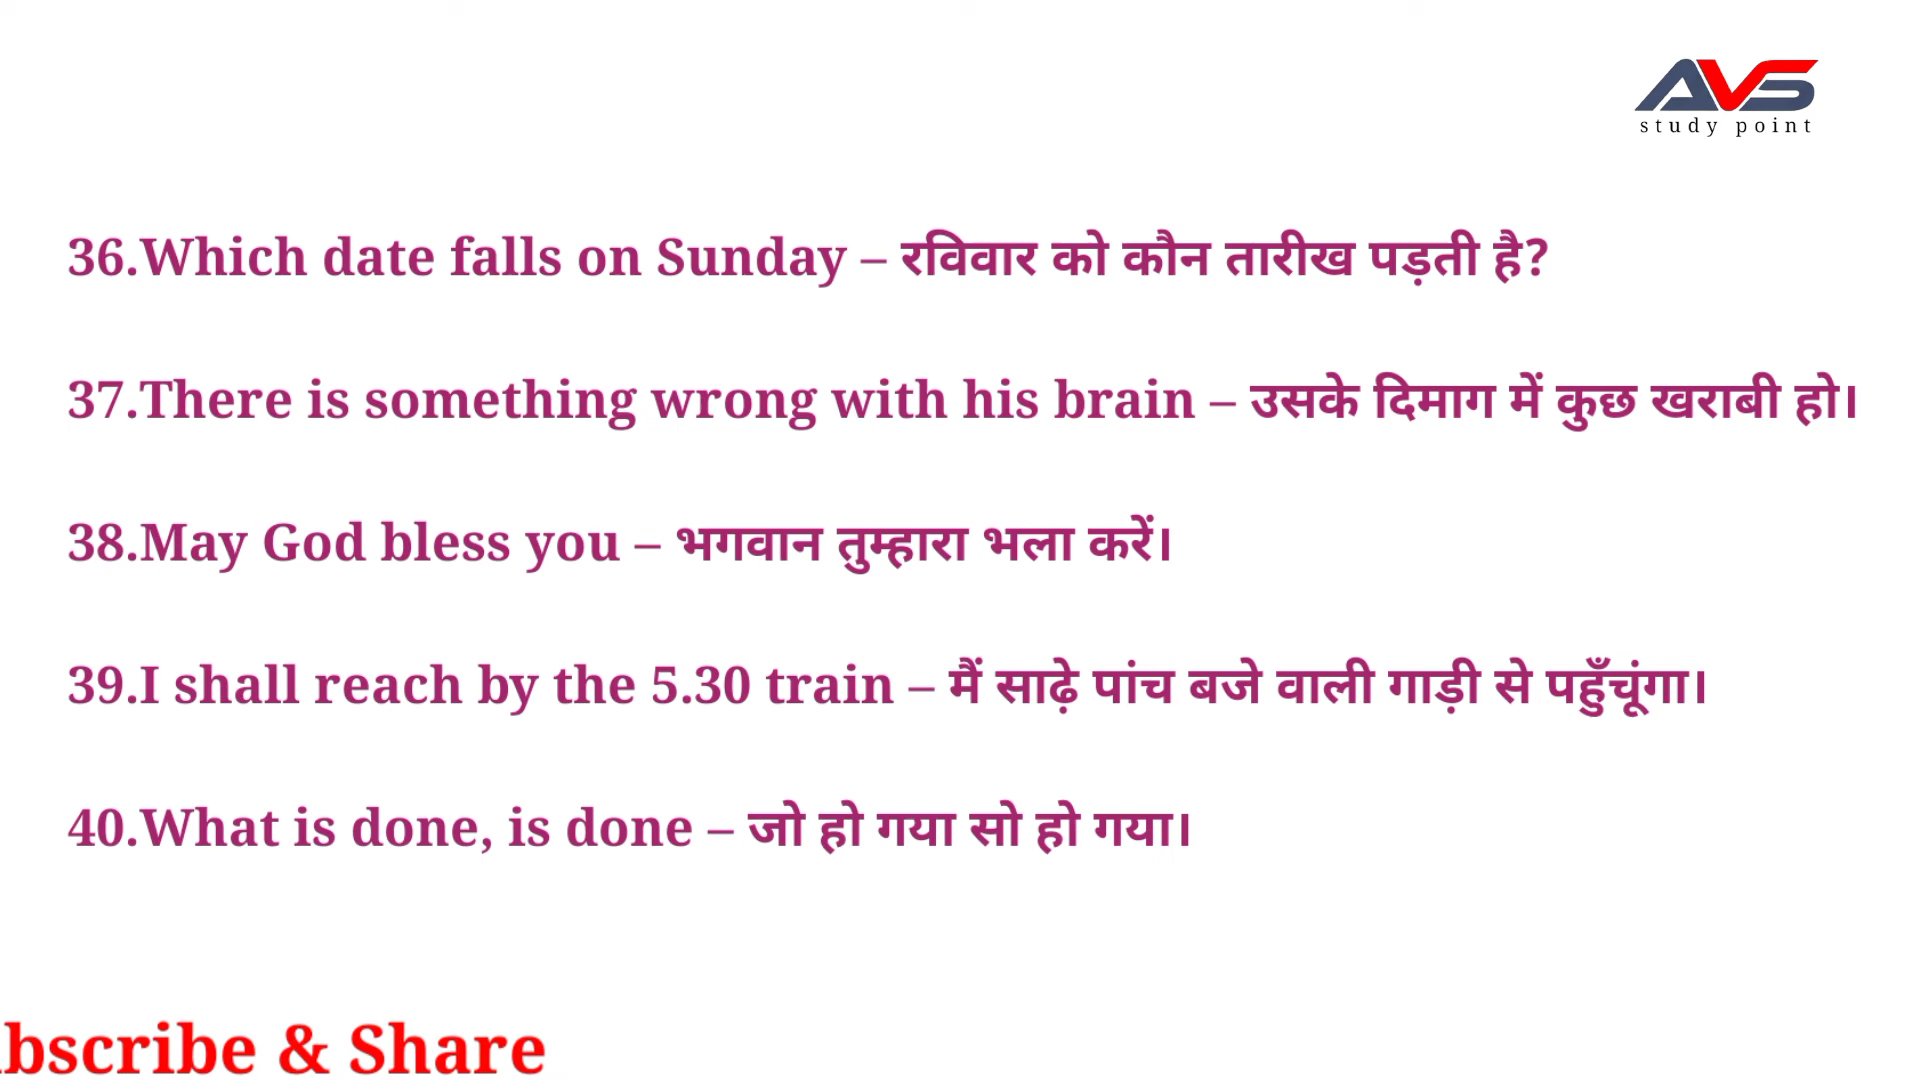 AVS
study point
36.Which date falls on Sunday – रविवार को कौन तारीख पड़ती है?
37.There is something wrong with his brain – उसके दिमाग में कुछ खराबी हो।
38.May God bless you – भगवान तुम्हारा भला करें।
39.I shall reach by the 5.30 train – मैं साढ़े पांच बजे वाली गाड़ी से पहुँचूंगा।
40.What is done, is done – जो हो गया सो हो गया।
bscribe & Share